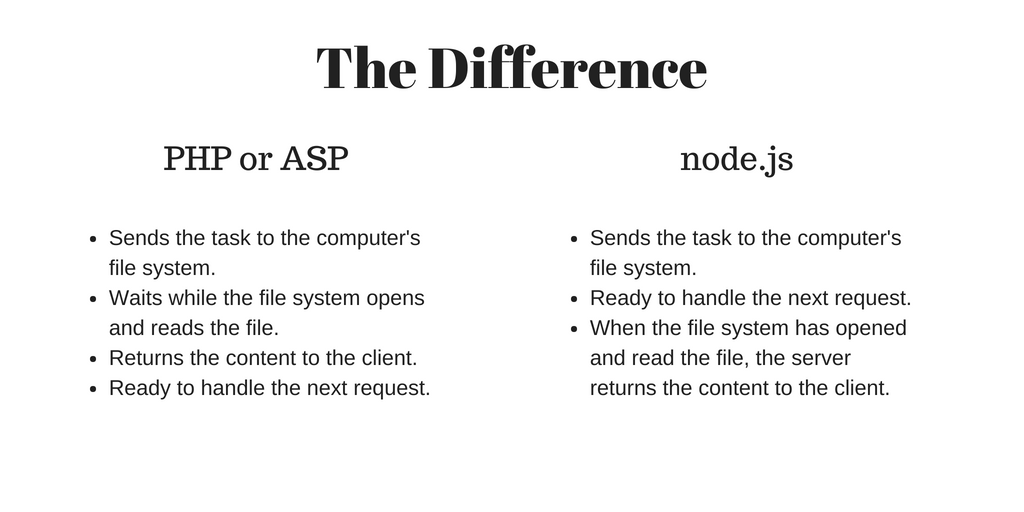 The Difference
PHP or ASP
• Sends the task to the computer's
file system.
• Waits while the file system opens
and reads the file.
• Returns the content to the client.
• Ready to handle the next request.
node.js
• Sends the task to the computer's
file system.
• Ready to handle the next request.
• When the file system has opened
and read the file, the server
returns the content to the client.